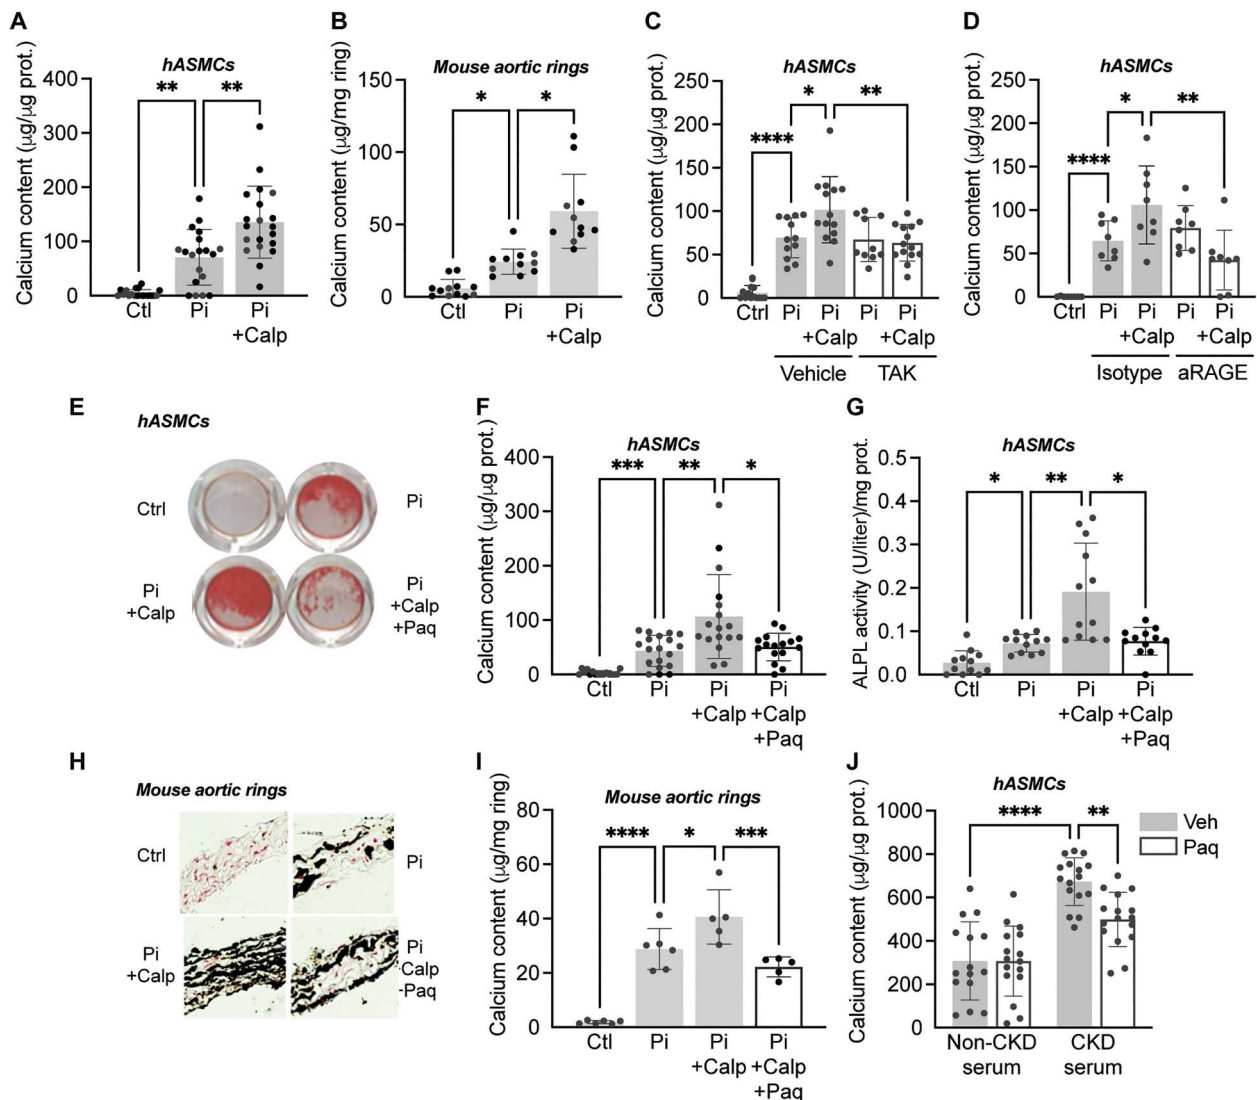 A
hASMCs
Calcium content (µg/µg prot.)
400
300
200
100
0
** **
Ctl Pi Pi
+Calp
B
Mouse aortic rings
Calcium content (µg/mg ring)
150
100
50
0
* *
Ctl Pi Pi
+Calp
C
hASMCs
Calcium content (µg/µg prot.)
250
200
150
100
50
0
* **
****
Ctrl Pi Pi Pi Pi
+Calp +Calp
Vehicle TAK
D
hASMCs
Calcium content (µg/µg prot.)
250
200
150
100
50
0
* **
****
Ctrl Pi Pi Pi Pi
+Calp +Calp
Isotype aRAGE
E
hASMCs
Ctrl Pi
Pi
+Calp
Pi
+Calp
+Paq
F
hASMCs
Calcium content (µg/µg prot.)
400
300
200
100
0
*** ** *
Ctl Pi Pi Pi
+Calp +Calp
+Paq
G
hASMCs
ALPL activity (U/liter)/mg prot.
0.5
0.4
0.3
0.2
0.1
0.0
* ** *
Ctl Pi Pi Pi
+Calp +Calp
+Paq
H
Mouse aortic rings
Ctrl Pi
Pi
+Calp
Pi
-Calp
-Paq
I
Mouse aortic rings
Calcium content (µg/mg ring)
80
60
40
20
0
**** * ***
Ctl Pi Pi Pi
+Calp +Calp
+Paq
J
hASMCs
Calcium content (µg/µg prot.)
1000
800
600
400
200
0
**** **
Veh
Paq
Non-CKD CKD
serum serum